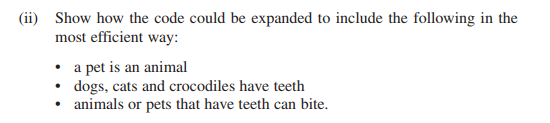 (ii) Show how the code could be expanded to include the following in the
most efficient way:
• a pet is an animal
• dogs, cats and crocodiles have teeth
• animals or pets that have teeth can bite.